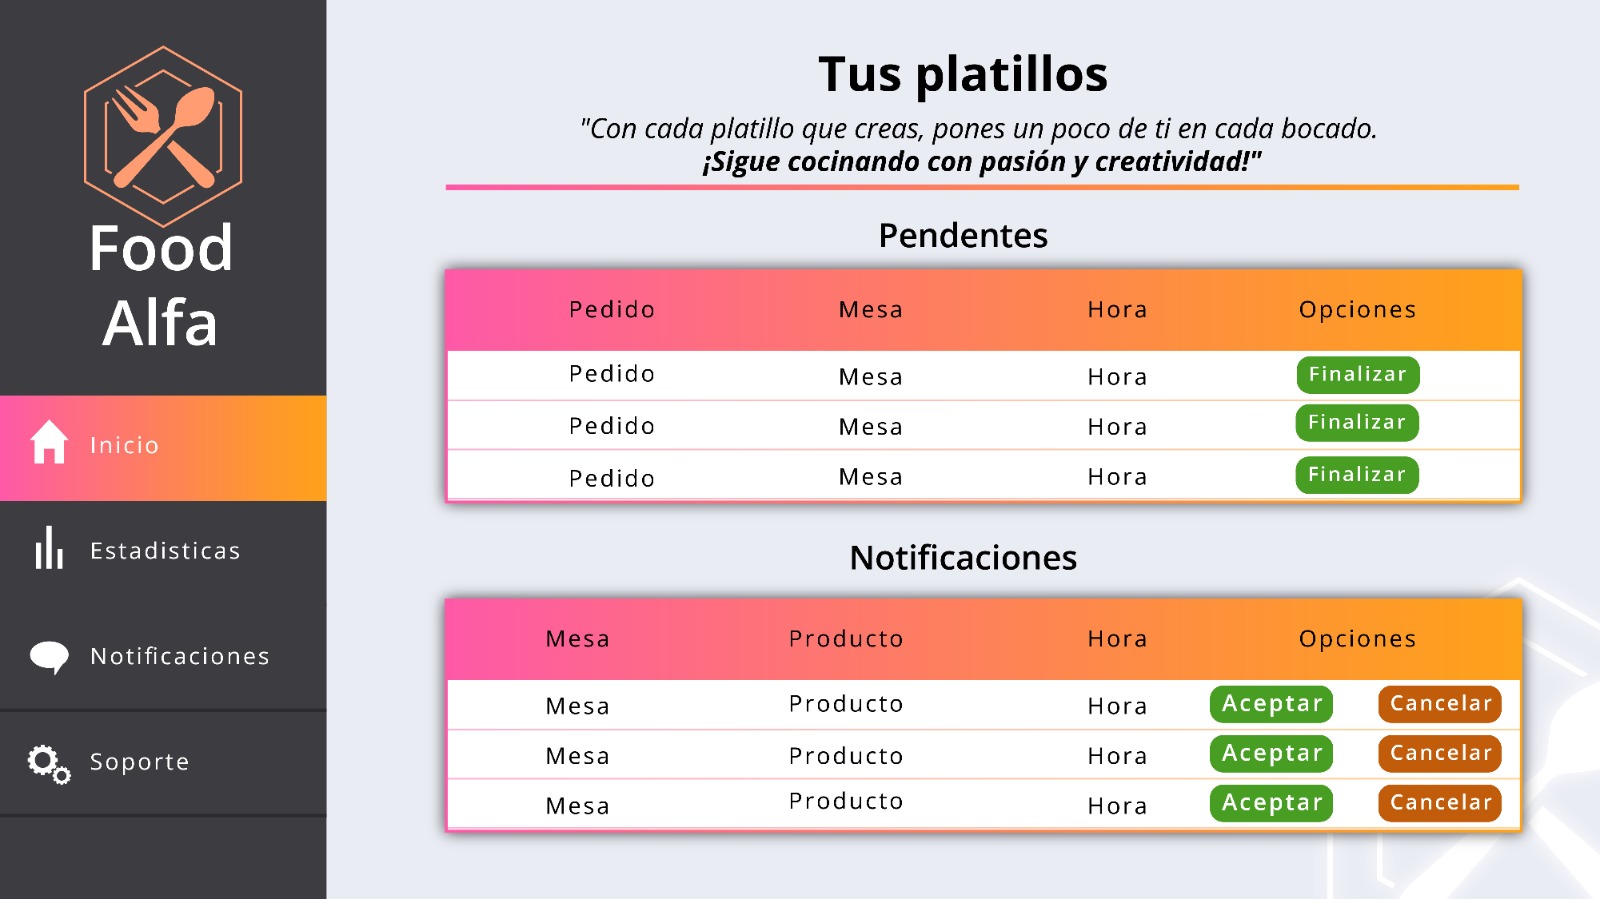 Food
Alfa
Inicio
Estadisticas
Notificaciones
Soporte
Tus platillos
"Con cada platillo que creas, pones un poco de ti en cada bocado.
¡Sigue cocinando con pasión y creatividad!"
Pendentes
Pedido Mesa Hora Opciones
Pedido Mesa Hora Finalizar
Pedido Mesa Hora Finalizar
Pedido Mesa Hora Finalizar
Notificaciones
Mesa Producto Hora Opciones
Mesa Producto Hora Aceptar Cancelar
Mesa Producto Hora Aceptar Cancelar
Mesa Producto Hora Aceptar Cancelar